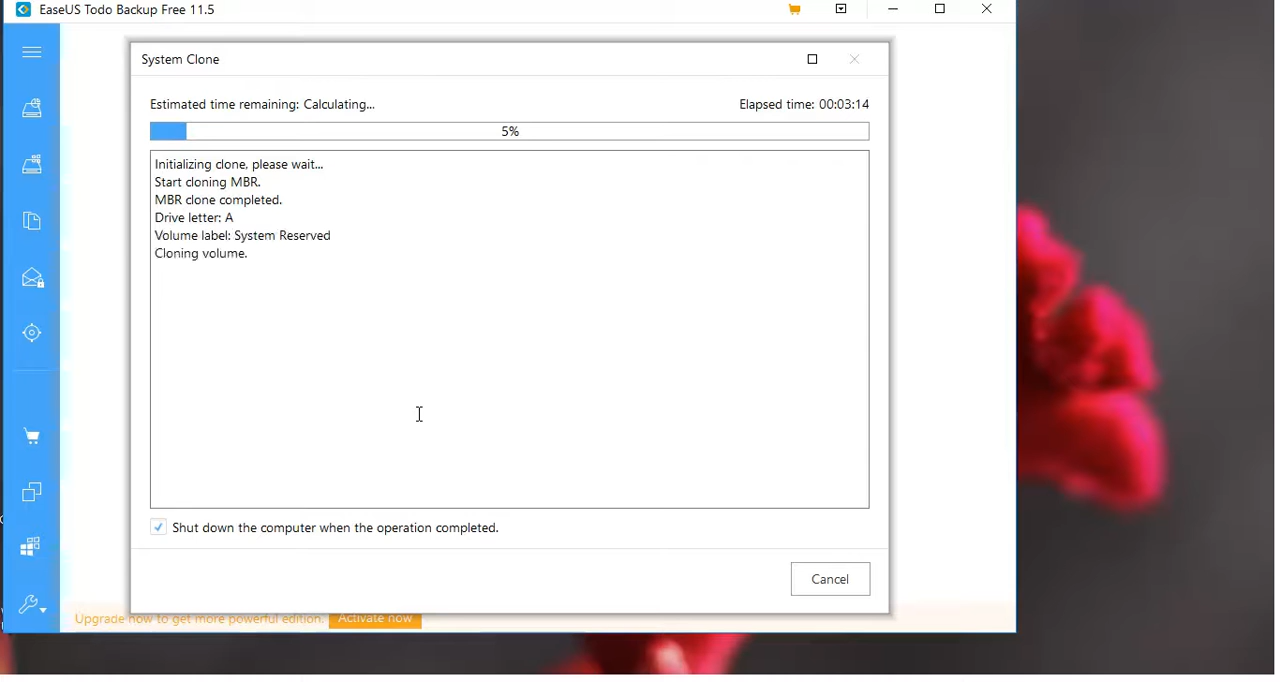 EaseUS Todo Backup Free 11.5
System Clone
Estimated time remaining: Calculating...
Elapsed time: 00:03:14
5%
Initializing clone, please wait...
Start cloning MBR.
MBR clone completed.
Drive letter: A
Volume label: System Reserved
Cloning volume.
Shut down the computer when the operation completed.
Cancel
Upgrade now to get more powerful edition.
Activate now